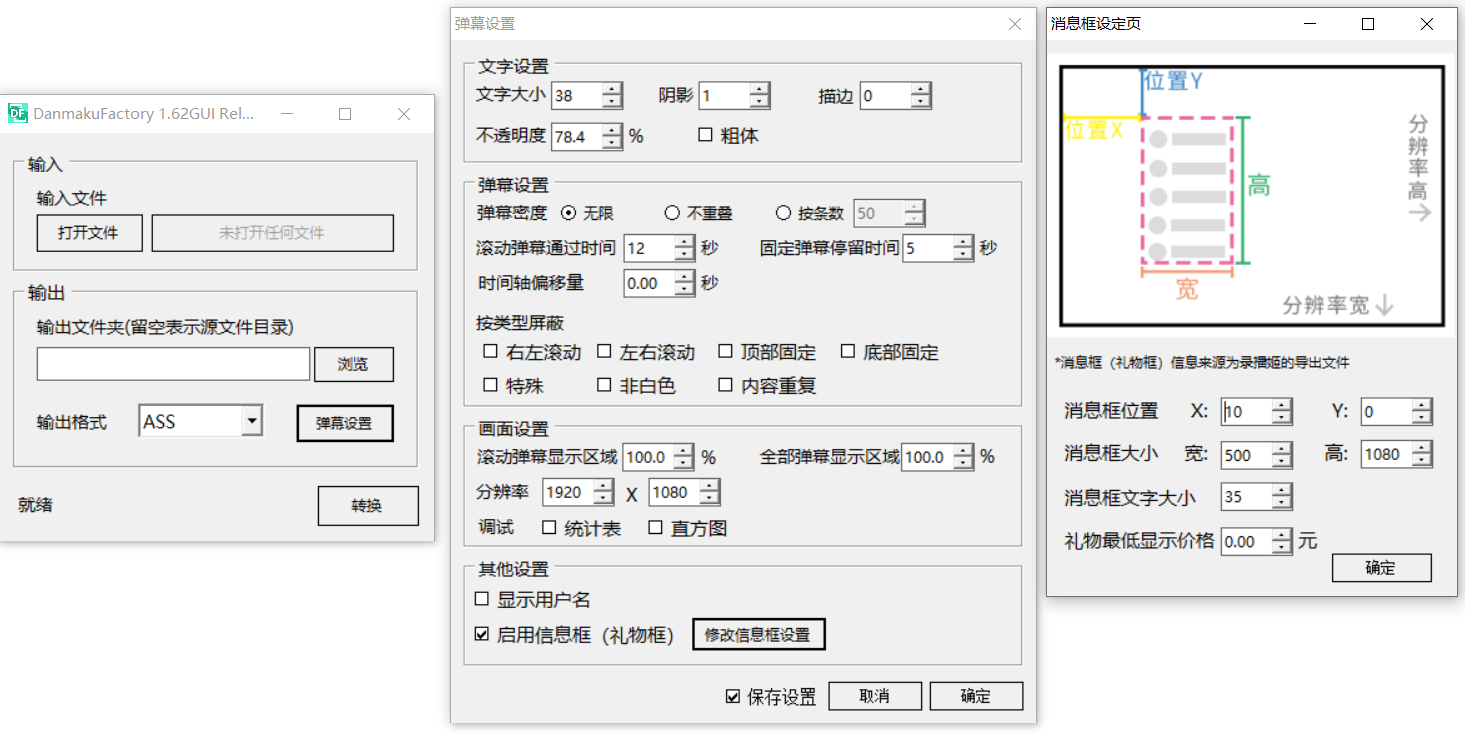 DanmakuFactory 1.62GUI Rel...
输入
输入文件
打开文件 未打开任何文件
输出
输出文件夹(留空表示源文件目录)
浏览
输出格式 ASS 弹幕设置
就绪 转换
弹幕设置
文字设置
文字大小 38 阴影 1 描边 0
不透明度 78.4 % 粗体
弹幕设置
弹幕密度 无限 不重叠 按条数 50
滚动弹幕通过时间 12 秒 固定弹幕停留时间 5 秒
时间轴偏移量 0.00 秒
按类型屏蔽
右左滚动 左右滚动 顶部固定 底部固定
特殊 非白色 内容重复
画面设置
滚动弹幕显示区域 100.0 % 全部弹幕显示区域 100.0 %
分辨率 1920 X 1080
调试 统计表 直方图
其他设置
显示用户名
启用信息框（礼物框） 修改信息框设置
保存设置 取消 确定
消息框设定页
位置Y
位置X
高
宽
分辨率高
分辨率宽
*消息框（礼物框）信息来源为录播姬的导出文件
消息框位置 X: 10 Y: 0
消息框大小 宽: 500 高: 1080
消息框文字大小 35
礼物最低显示价格 0.00 元
确定